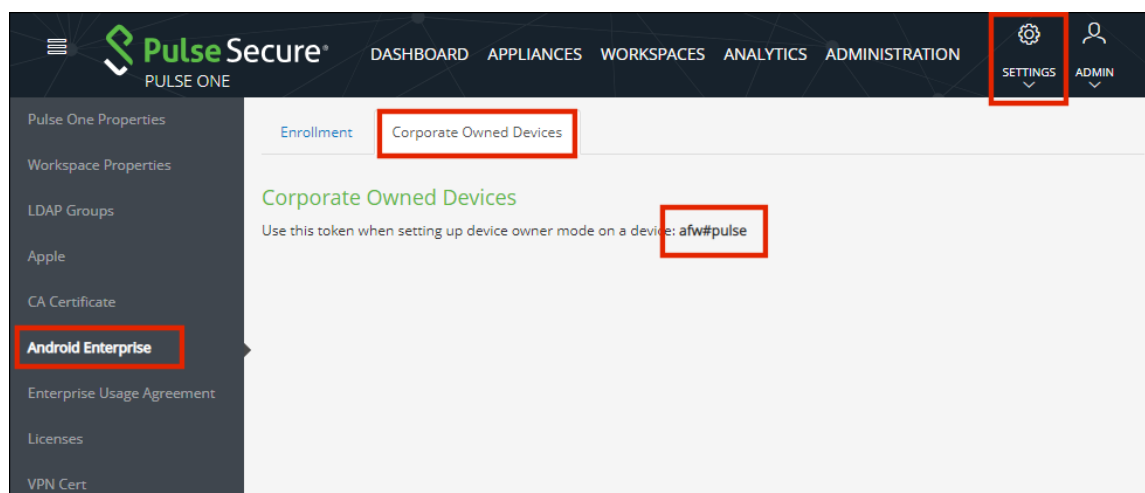 Pulse Secure®
PULSE ONE
DASHBOARD APPLIANCES WORKSPACES ANALYTICS ADMINISTRATION
SETTINGS
ADMIN
Pulse One Properties
Workspace Properties
LDAP Groups
Apple
CA Certificate
Android Enterprise
Enterprise Usage Agreement
Licenses
VPN Cert
Enrollment
Corporate Owned Devices
Corporate Owned Devices
Use this token when setting up device owner mode on a device: afw#pulse